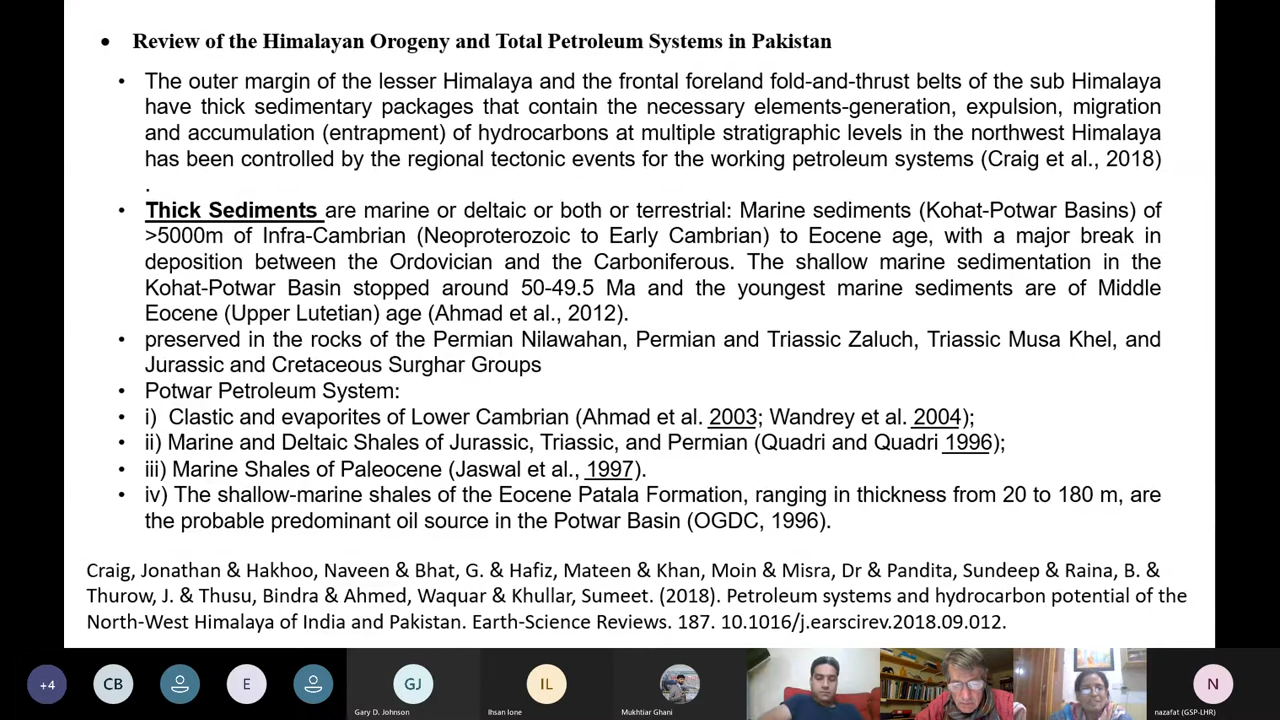 • Review of the Himalayan Orogeny and Total Petroleum Systems in Pakistan
• The outer margin of the lesser Himalaya and the frontal foreland fold-and-thrust belts of the sub Himalaya
have thick sedimentary packages that contain the necessary elements-generation, expulsion, migration
and accumulation (entrapment) of hydrocarbons at multiple stratigraphic levels in the northwest Himalaya
has been controlled by the regional tectonic events for the working petroleum systems (Craig et al., 2018)
.
• Thick Sediments are marine or deltaic or both or terrestrial: Marine sediments (Kohat-Potwar Basins) of
>5000m of Infra-Cambrian (Neoproterozoic to Early Cambrian) to Eocene age, with a major break in
deposition between the Ordovician and the Carboniferous. The shallow marine sedimentation in the
Kohat-Potwar Basin stopped around 50-49.5 Ma and the youngest marine sediments are of Middle
Eocene (Upper Lutetian) age (Ahmad et al., 2012).
• preserved in the rocks of the Permian Nilawahan, Permian and Triassic Zaluch, Triassic Musa Khel, and
Jurassic and Cretaceous Surghar Groups
• Potwar Petroleum System:
• i) Clastic and evaporites of Lower Cambrian (Ahmad et al. 2003; Wandrey et al. 2004);
• ii) Marine and Deltaic Shales of Jurassic, Triassic, and Permian (Quadri and Quadri 1996);
• iii) Marine Shales of Paleocene (Jaswal et al., 1997).
• iv) The shallow-marine shales of the Eocene Patala Formation, ranging in thickness from 20 to 180 m, are
the probable predominant oil source in the Potwar Basin (OGDC, 1996).
Craig, Jonathan & Hakhoo, Naveen & Bhat, G. & Hafiz, Mateen & Khan, Moin & Misra, Dr & Pandita, Sundeep & Raina, B. &
Thurow, J. & Thusu, Bindra & Ahmed, Waquar & Khullar, Sumeet. (2018). Petroleum systems and hydrocarbon potential of the
North-West Himalaya of India and Pakistan. Earth-Science Reviews. 187. 10.1016/j.earscirev.2018.09.012.
+4 CB E GJ IL N
Gary D. Johnson Ihsan Ione Mukhtiar Ghani nazafat (GSP-LHR)